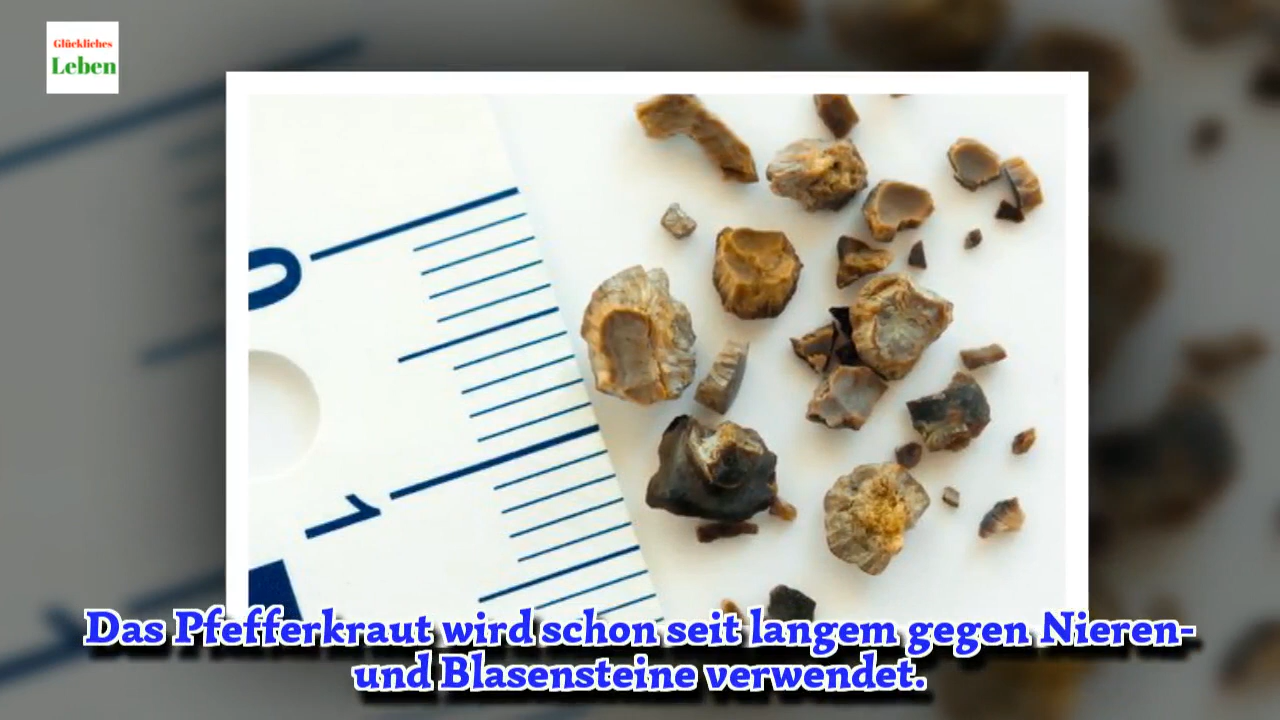 Glückliches
Leben
0
1
Das Pfefferkraut wird schon seit langem gegen Nieren-
und Blasensteine verwendet.